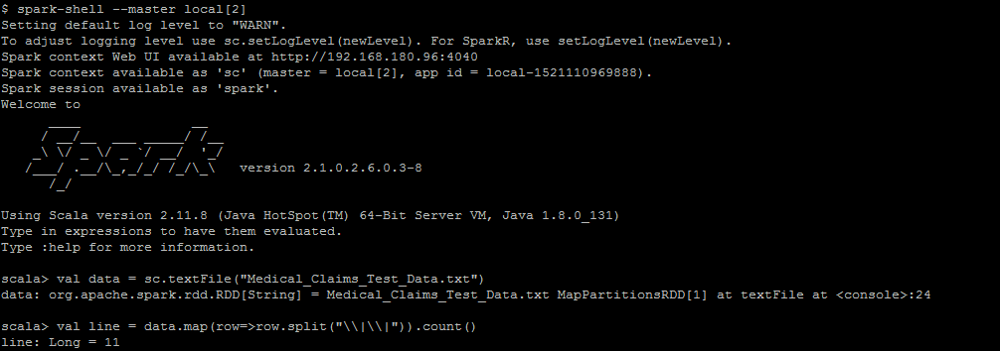 $ spark-shell --master local[2]
Setting default log level to "WARN".
To adjust logging level use sc.setLogLevel(newLevel). For SparkR, use setLogLevel(newLevel).
Spark context Web UI available at http://192.168.180.96:4040
Spark context available as 'sc' (master = local[2], app id = local-1521110969888).
Spark session available as 'spark'.
Welcome to
      ____              __
     / __/__  ___ _____/ /__
    _\ \/ _ \/ _ `/ __/  '_/
   /___/ .__/\_,_/_/ /_/\_\   version 2.1.0.2.6.0.3-8
      /_/
Using Scala version 2.11.8 (Java HotSpot(TM) 64-Bit Server VM, Java 1.8.0_131)
Type in expressions to have them evaluated.
Type :help for more information.
scala> val data = sc.textFile("Medical_Claims_Test_Data.txt")
data: org.apache.spark.rdd.RDD[String] = Medical_Claims_Test_Data.txt MapPartitionsRDD[1] at textFile at <console>:24
scala> val line = data.map(row=>row.split("\\|\\|")).count()
line: Long = 11